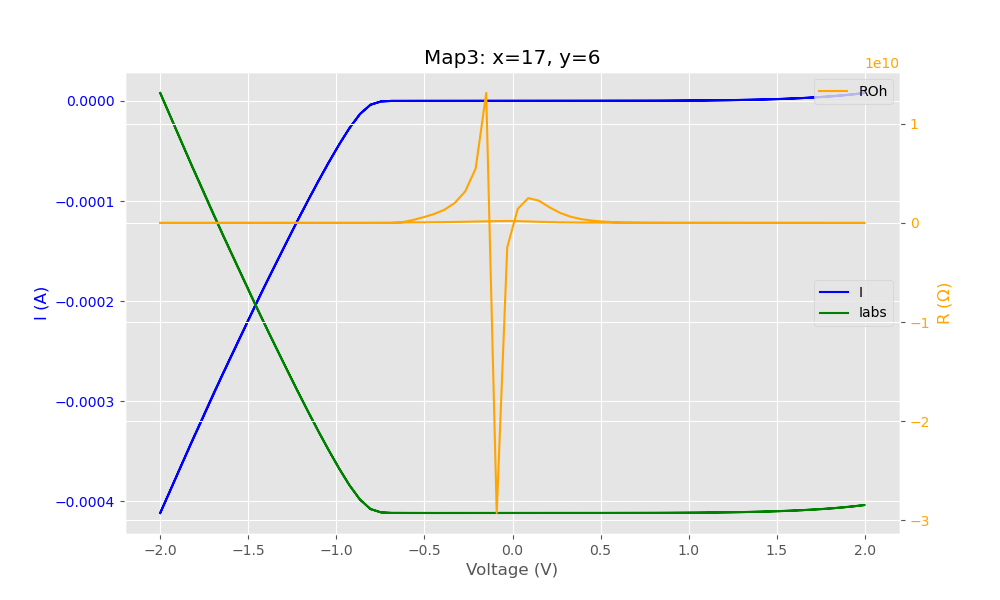 Map3: x=17, y=6
1e10
ROh
0.0000
−0.0001
−0.0002
−0.0003
−0.0004
I (A)
1
0
−1
−2
−3
R (Ω)
I
Iabs
−2.0
−1.5
−1.0
−0.5
0.0
0.5
1.0
1.5
2.0
Voltage (V)